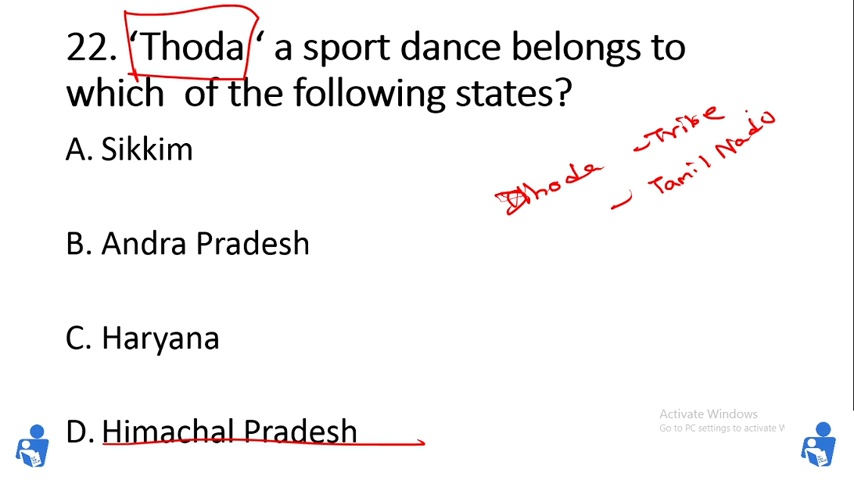 22. ‘Thoda ‘ a sport dance belongs to
which of the following states?
A. Sikkim
Thoda - Tribe
- Tamil Nadu
B. Andra Pradesh
C. Haryana
D. Himachal Pradesh
Activate Windows
Go to PC settings to activate W